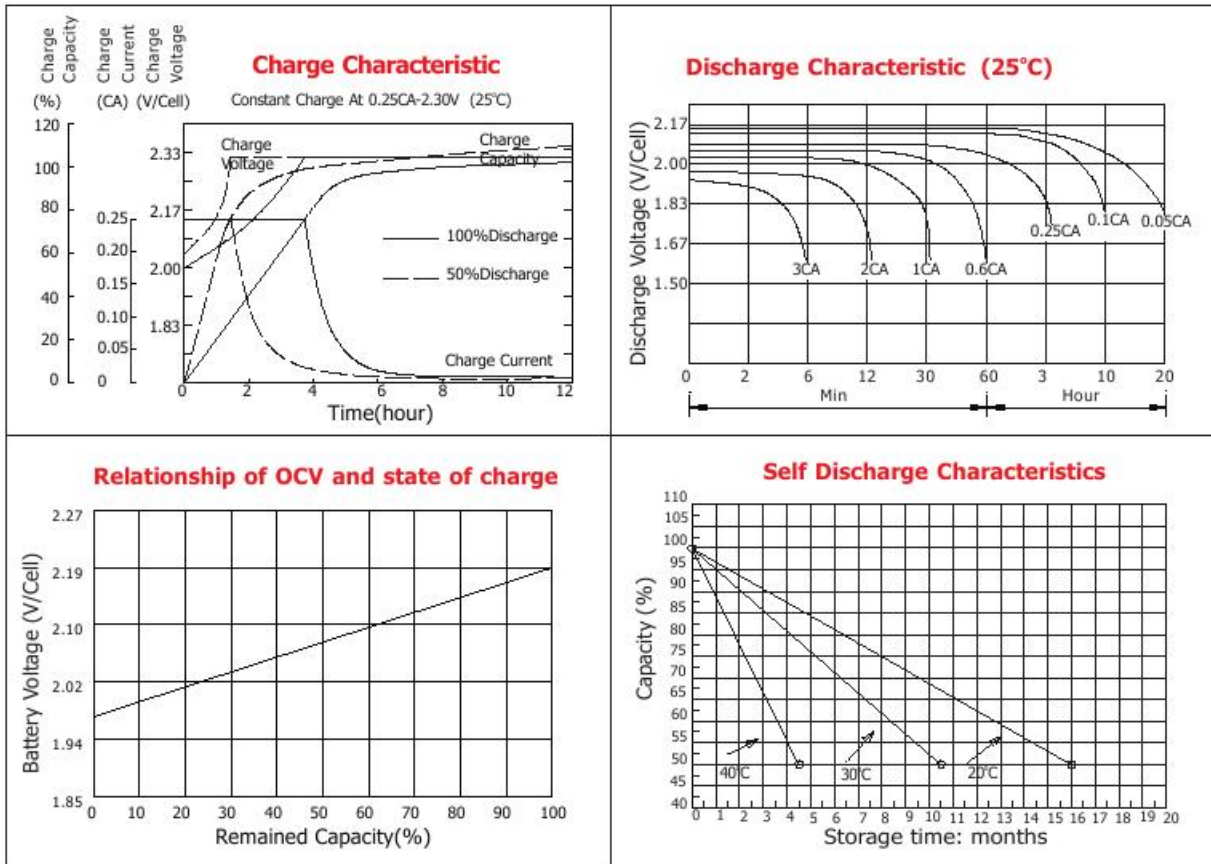 Charge Capacity
Charge Current
Charge Voltage
(%) (CA) (V/Cell)
Charge Characteristic
Constant Charge At 0.25CA-2.30V (25°C)
120
100
80
60
40
20
0
0.25
0.20
0.15
0.10
0.05
0
2.33
2.17
2.00
1.83
Charge Voltage
Charge Capacity
100%Discharge
50%Discharge
Charge Current
0 2 4 6 8 10 12
Time(hour)
Discharge Characteristic (25°C)
Discharge Voltage (V/Cell)
2.17
2.00
1.83
1.67
1.50
3CA 2CA 1CA 0.6CA 0.25CA 0.1CA 0.05CA
0 2 6 12 30 60 3 10 20
Min Hour
Relationship of OCV and state of charge
Battery Voltage (V/Cell)
2.27
2.19
2.10
2.02
1.94
1.85
0 10 20 30 40 50 60 70 80 90 100
Remained Capacity(%)
Self Discharge Characteristics
Capacity (%)
110
105
100
95
90
85
80
75
70
65
60
55
50
45
40
40°C 30°C 20°C
0 1 2 3 4 5 6 7 8 9 10 11 12 13 14 15 16 17 18 19 20
Storage time: months